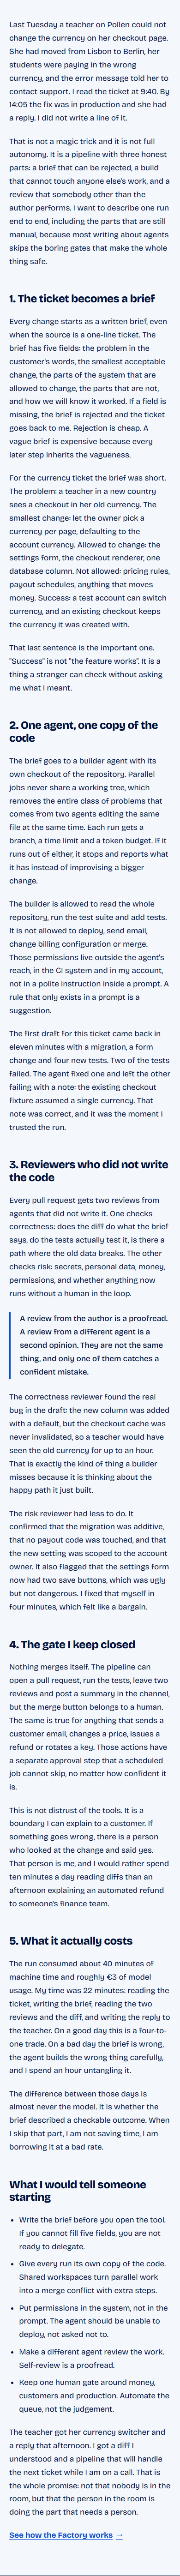 Last Tuesday a teacher on Pollen could not
change the currency on her checkout page.
She had moved from Lisbon to Berlin, her
students were paying in the wrong
currency, and the error message told her to
contact support. I read the ticket at 9:40. By
14:05 the fix was in production and she had
a reply. I did not write a line of it.
That is not a magic trick and it is not full
autonomy. It is a pipeline with three honest
parts: a brief that can be rejected, a build
that cannot touch anyone else's work, and a
review that somebody other than the
author performs. I want to describe one run
end to end, including the parts that are still
manual, because most writing about agents
skips the boring gates that make the whole
thing safe.
1. The ticket becomes a brief
Every change starts as a written brief, even
when the source is a one-line ticket. The
brief has five fields: the problem in the
customer's words, the smallest acceptable
change, the parts of the system that are
allowed to change, the parts that are not,
and how we will know it worked. If a field is
missing, the brief is rejected and the ticket
goes back to me. Rejection is cheap. A
vague brief is expensive because every
later step inherits the vagueness.
For the currency ticket the brief was short.
The problem: a teacher in a new country
sees a checkout in her old currency. The
smallest change: let the owner pick a
currency per page, defaulting to the
account currency. Allowed to change: the
settings form, the checkout renderer, one
database column. Not allowed: pricing rules,
payout schedules, anything that moves
money. Success: a test account can switch
currency, and an existing checkout keeps
the currency it was created with.
That last sentence is the important one.
"Success" is not "the feature works". It is a
thing a stranger can check without asking
me what I meant.
2. One agent, one copy of the
code
The brief goes to a builder agent with its
own checkout of the repository. Parallel
jobs never share a working tree, which
removes the entire class of problems that
comes from two agents editing the same
file at the same time. Each run gets a
branch, a time limit and a token budget. If it
runs out of either, it stops and reports what
it has instead of improvising a bigger
change.
The builder is allowed to read the whole
repository, run the test suite and add tests.
It is not allowed to deploy, send email,
change billing configuration or merge.
Those permissions live outside the agent's
reach, in the CI system and in my account,
not in a polite instruction inside a prompt. A
rule that only exists in a prompt is a
suggestion.
The first draft for this ticket came back in
eleven minutes with a migration, a form
change and four new tests. Two of the tests
failed. The agent fixed one and left the other
failing with a note: the existing checkout
fixture assumed a single currency. That
note was correct, and it was the moment I
trusted the run.
3. Reviewers who did not write
the code
Every pull request gets two reviews from
agents that did not write it. One checks
correctness: does the diff do what the brief
says, do the tests actually test it, is there a
path where the old data breaks. The other
checks risk: secrets, personal data, money,
permissions, and whether anything now
runs without a human in the loop.
A review from the author is a proofread.
A review from a different agent is a
second opinion. They are not the same
thing, and only one of them catches a
confident mistake.
The correctness reviewer found the real
bug in the draft: the new column was added
with a default, but the checkout cache was
never invalidated, so a teacher would have
seen the old currency for up to an hour.
That is exactly the kind of thing a builder
misses because it is thinking about the
happy path it just built.
The risk reviewer had less to do. It
confirmed that the migration was additive,
that no payout code was touched, and that
the new setting was scoped to the account
owner. It also flagged that the settings form
now had two save buttons, which was ugly
but not dangerous. I fixed that myself in
four minutes, which felt like a bargain.
4. The gate I keep closed
Nothing merges itself. The pipeline can
open a pull request, run the tests, leave two
reviews and post a summary in the channel,
but the merge button belongs to a human.
The same is true for anything that sends a
customer email, changes a price, issues a
refund or rotates a key. Those actions have
a separate approval step that a scheduled
job cannot skip, no matter how confident it
is.
This is not distrust of the tools. It is a
boundary I can explain to a customer. If
something goes wrong, there is a person
who looked at the change and said yes.
That person is me, and I would rather spend
ten minutes a day reading diffs than an
afternoon explaining an automated refund
to someone's finance team.
5. What it actually costs
The run consumed about 40 minutes of
machine time and roughly €3 of model
usage. My time was 22 minutes: reading the
ticket, writing the brief, reading the two
reviews and the diff, and writing the reply to
the teacher. On a good day this is a four-to-
one trade. On a bad day the brief is wrong,
the agent builds the wrong thing carefully,
and I spend an hour untangling it.
The difference between those days is
almost never the model. It is whether the
brief described a checkable outcome. When
I skip that part, I am not saving time, I am
borrowing it at a bad rate.
What I would tell someone
starting
• Write the brief before you open the tool.
If you cannot fill five fields, you are not
ready to delegate.
• Give every run its own copy of the code.
Shared workspaces turn parallel work
into a merge conflict with extra steps.
• Put permissions in the system, not in the
prompt. The agent should be unable to
deploy, not asked not to.
• Make a different agent review the work.
Self-review is a proofread.
• Keep one human gate around money,
customers and production. Automate the
queue, not the judgement.
The teacher got her currency switcher and
a reply that afternoon. I got a diff I
understood and a pipeline that will handle
the next ticket while I am on a call. That is
the whole promise: not that nobody is in the
room, but that the person in the room is
doing the part that needs a person.
See how the Factory works →